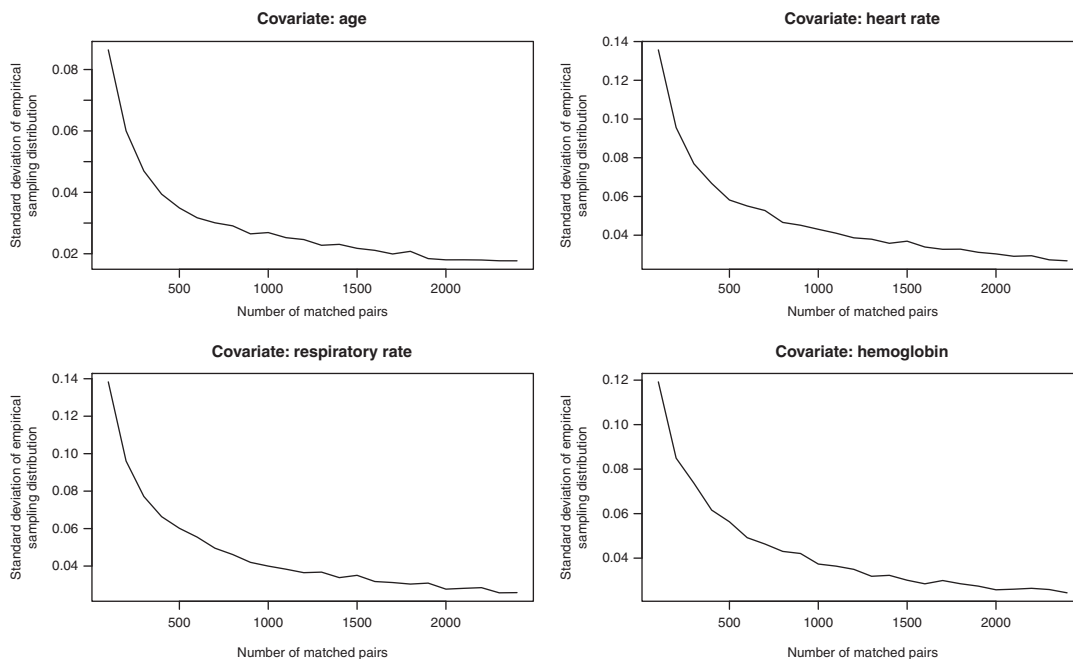 Covariate: age
Standard deviation of empirical
sampling distribution
0.08
0.06
0.04
0.02
500 1000 1500 2000
Number of matched pairs
Covariate: heart rate
Standard deviation of empirical
sampling distribution
0.14
0.12
0.10
0.08
0.06
0.04
500 1000 1500 2000
Number of matched pairs
Covariate: respiratory rate
Standard deviation of empirical
sampling distribution
0.14
0.12
0.10
0.08
0.06
0.04
500 1000 1500 2000
Number of matched pairs
Covariate: hemoglobin
Standard deviation of empirical
sampling distribution
0.12
0.10
0.08
0.06
0.04
500 1000 1500 2000
Number of matched pairs